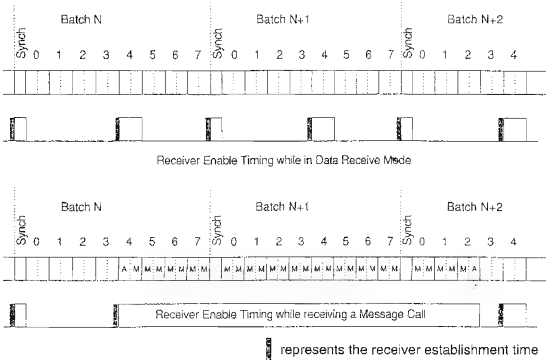 Batch N Batch N+1 Batch N+2
Synch 0 1 2 3 4 5 6 7 Synch 0 1 2 3 4 5 6 7 Synch 0 1 2 3 4
Receiver Enable Timing while in Data Receive Mode
Batch N Batch N+1 Batch N+2
Synch 0 1 2 3 4 5 6 7 Synch 0 1 2 3 4 5 6 7 Synch 0 1 2 3 4
A M M M M M M M M M M M M M M M M M M M M M M M M M M M M A
Receiver Enable Timing while receiving a Message Call
represents the receiver establishment time